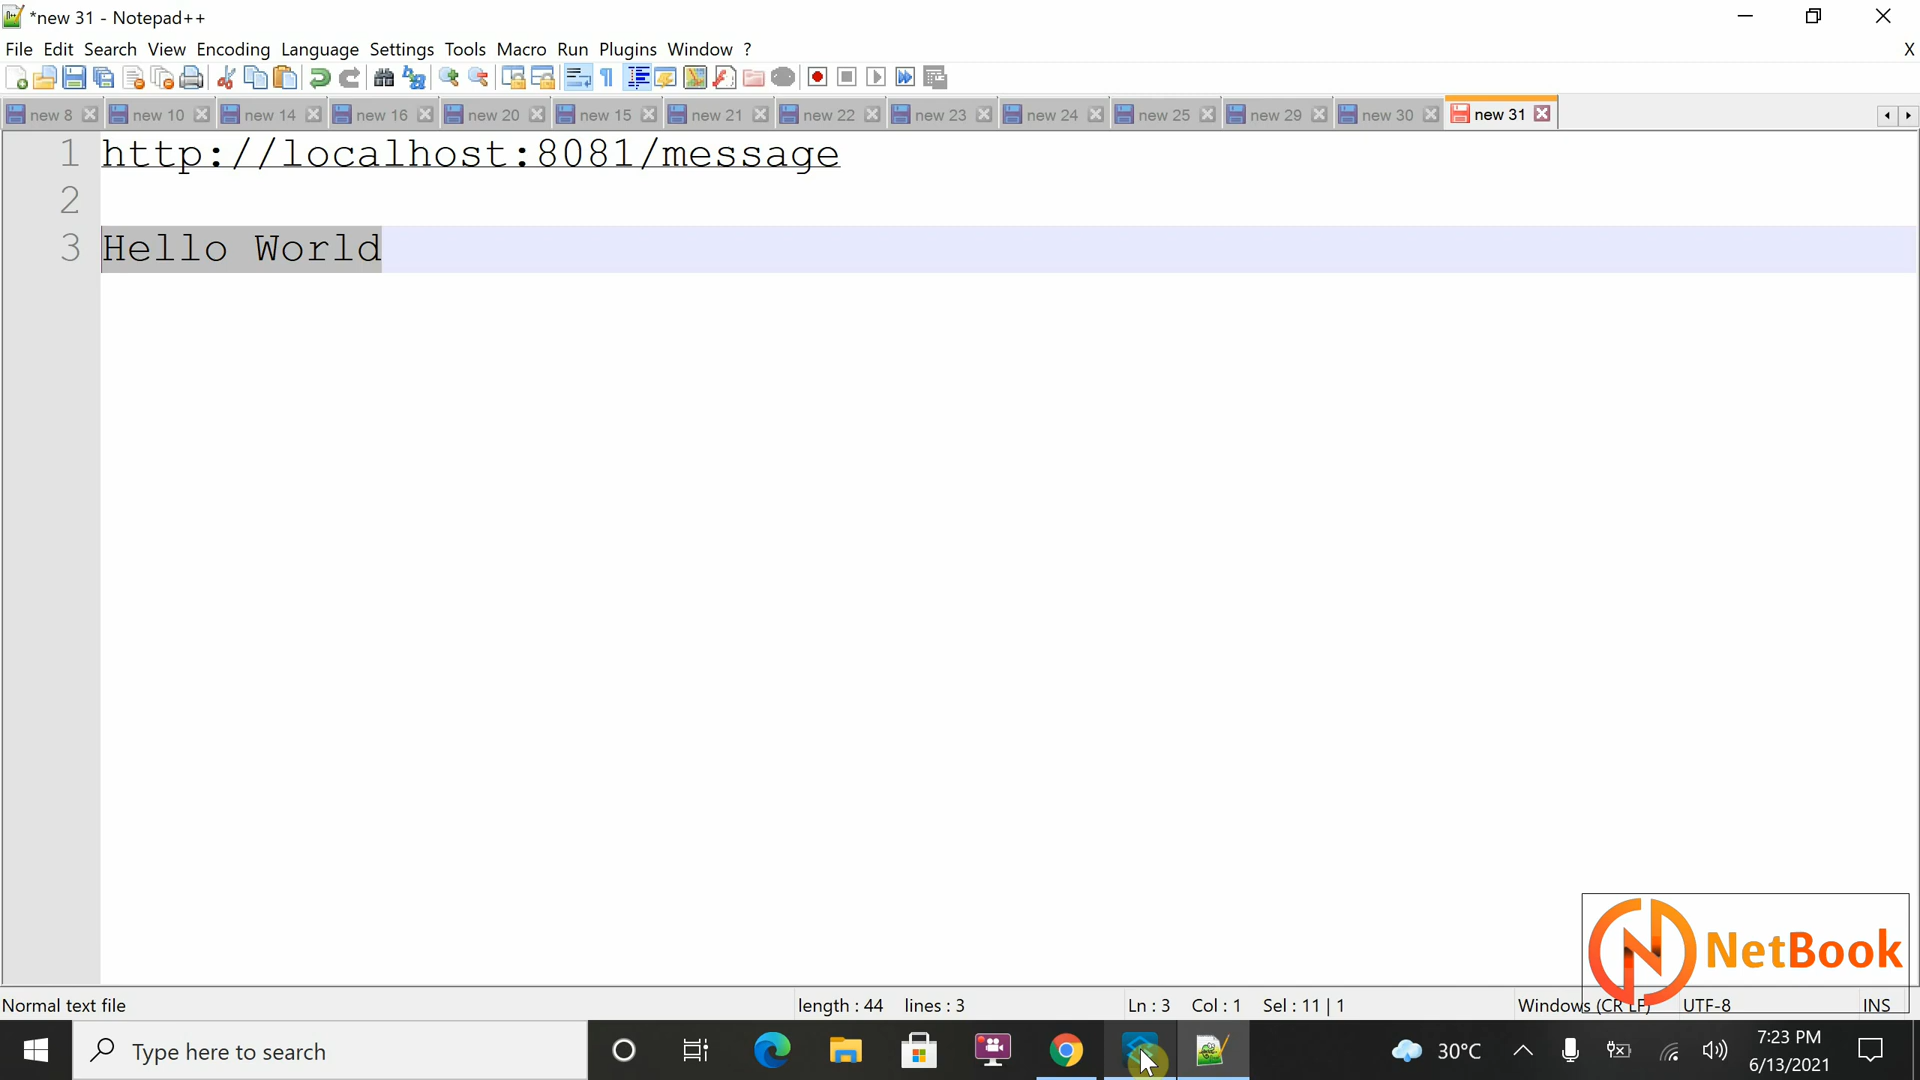 *new 31 - Notepad++
File Edit Search View Encoding Language Settings Tools Macro Run Plugins Window ? X
new 8 new 10 new 14 new 16 new 20 new 15 new 21 new 22 new 23 new 24 new 25 new 29 new 30 new 31
1 http://localhost:8081/message
2
3 Hello World
NetBook
Normal text file length : 44 lines : 3 Ln : 3 Col : 1 Sel : 11 | 1 Windows (CR LF) UTF-8 INS
Type here to search 30°C 7:23 PM
6/13/2021